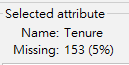 Selected attribute
Name: Tenure
Missing: 153 (5%)